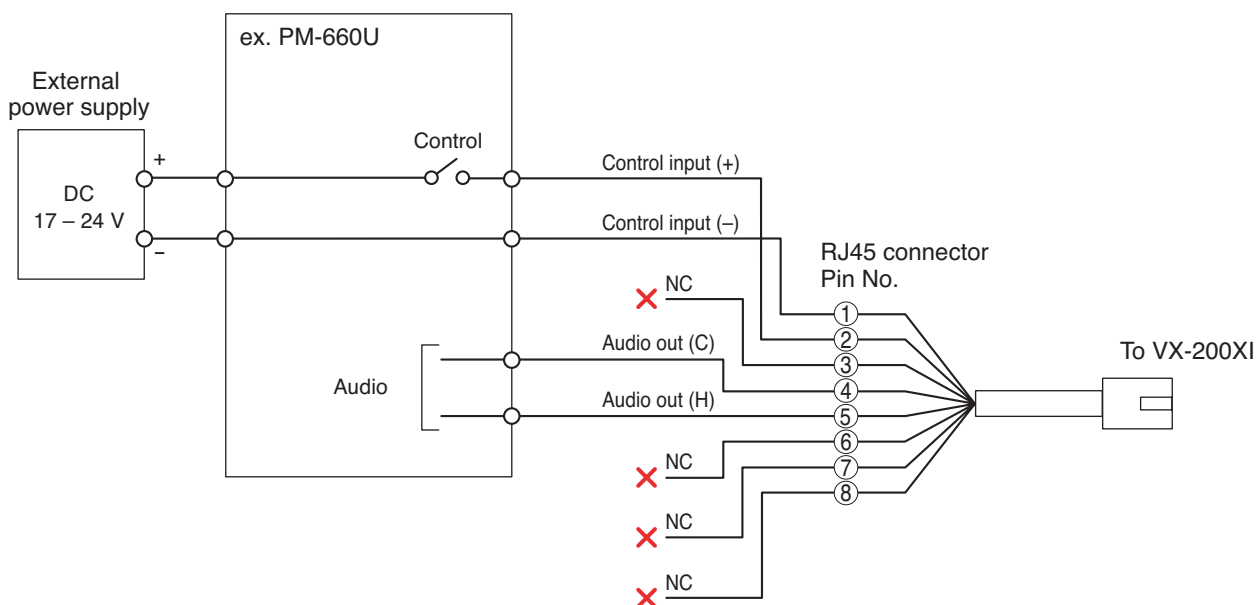 ex. PM-660U
External
power supply
+
DC
17 – 24 V
–
Control
Control input (+)
Control input (–)
RJ45 connector
Pin No.
NC
1
2
3
4
5
6
7
8
Audio out (C)
Audio
Audio out (H)
NC
NC
NC
To VX-200XI